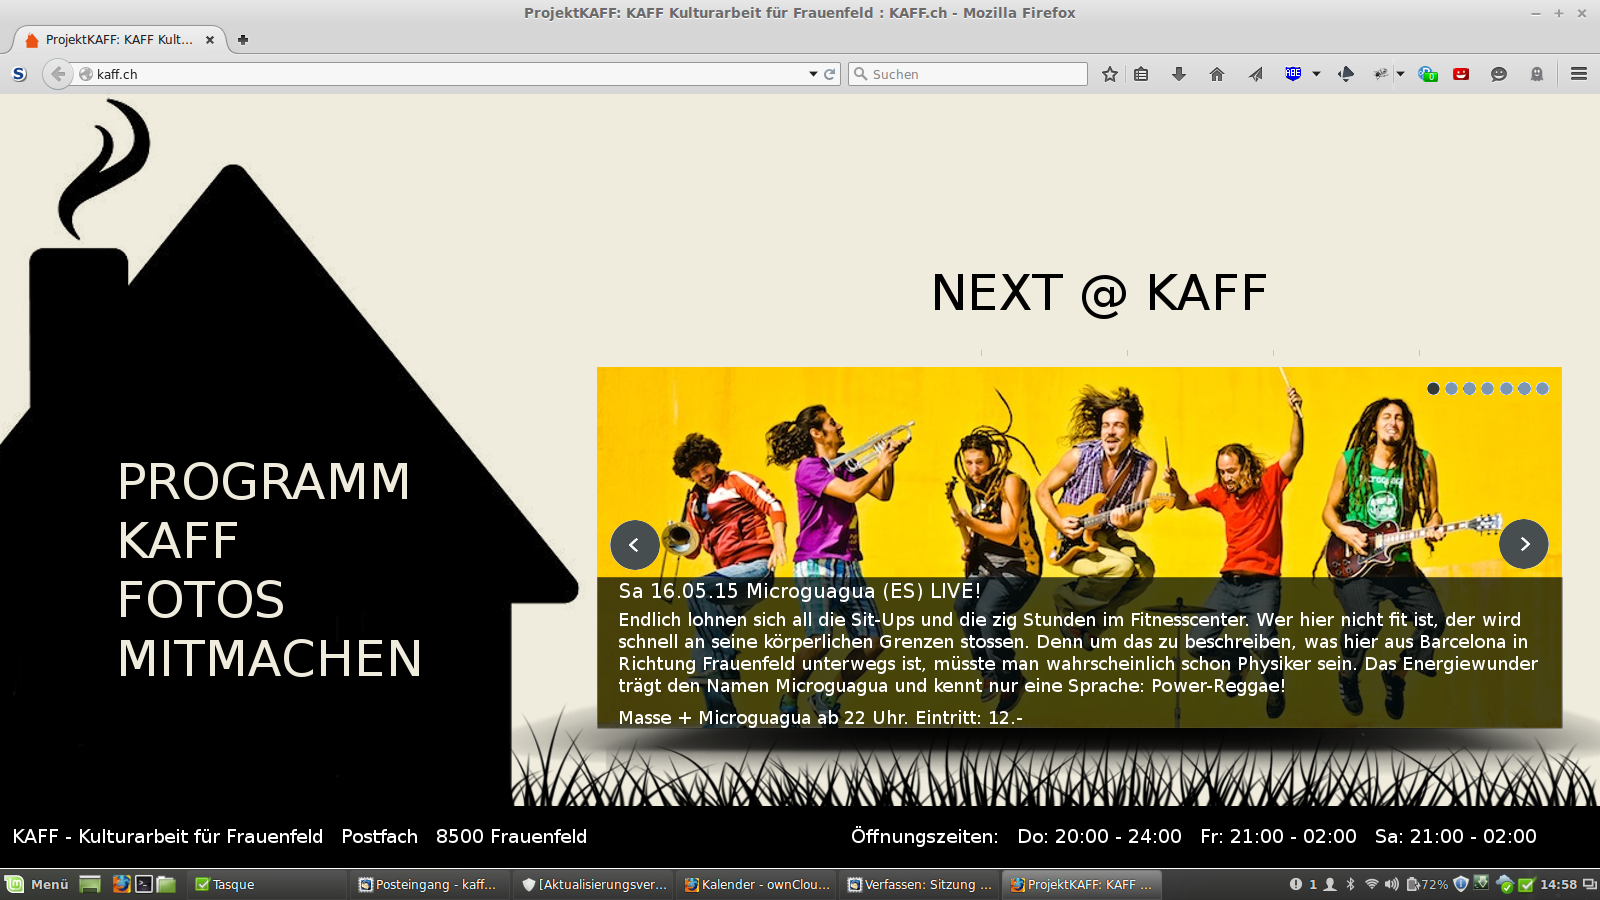 ProjektKAFF: KAFF Kulturarbeit für Frauenfeld : KAFF.ch - Mozilla Firefox
ProjektKAFF: KAFF Kult...
kaff.ch
Suchen
ABE
0
NEXT @ KAFF
PROGRAMM
KAFF
FOTOS
MITMACHEN
Sa 16.05.15 Microguagua (ES) LIVE!
Endlich lohnen sich all die Sit-Ups und die zig Stunden im Fitnesscenter. Wer hier nicht fit ist, der wird
schnell an seine körperlichen Grenzen stossen. Denn um das zu beschreiben, was hier aus Barcelona in
Richtung Frauenfeld unterwegs ist, müsste man wahrscheinlich schon Physiker sein. Das Energiewunder
trägt den Namen Microguagua und kennt nur eine Sprache: Power-Reggae!
Masse + Microguagua ab 22 Uhr. Eintritt: 12.-
KAFF - Kulturarbeit für Frauenfeld Postfach 8500 Frauenfeld
Öffnungszeiten: Do: 20:00 - 24:00 Fr: 21:00 - 02:00 Sa: 21:00 - 02:00
Menü
Tasque
Posteingang - kaff...
[Aktualisierungsver...
Kalender - ownClou...
Verfassen: Sitzung ...
ProjektKAFF: KAFF ...
1
72%
14:58